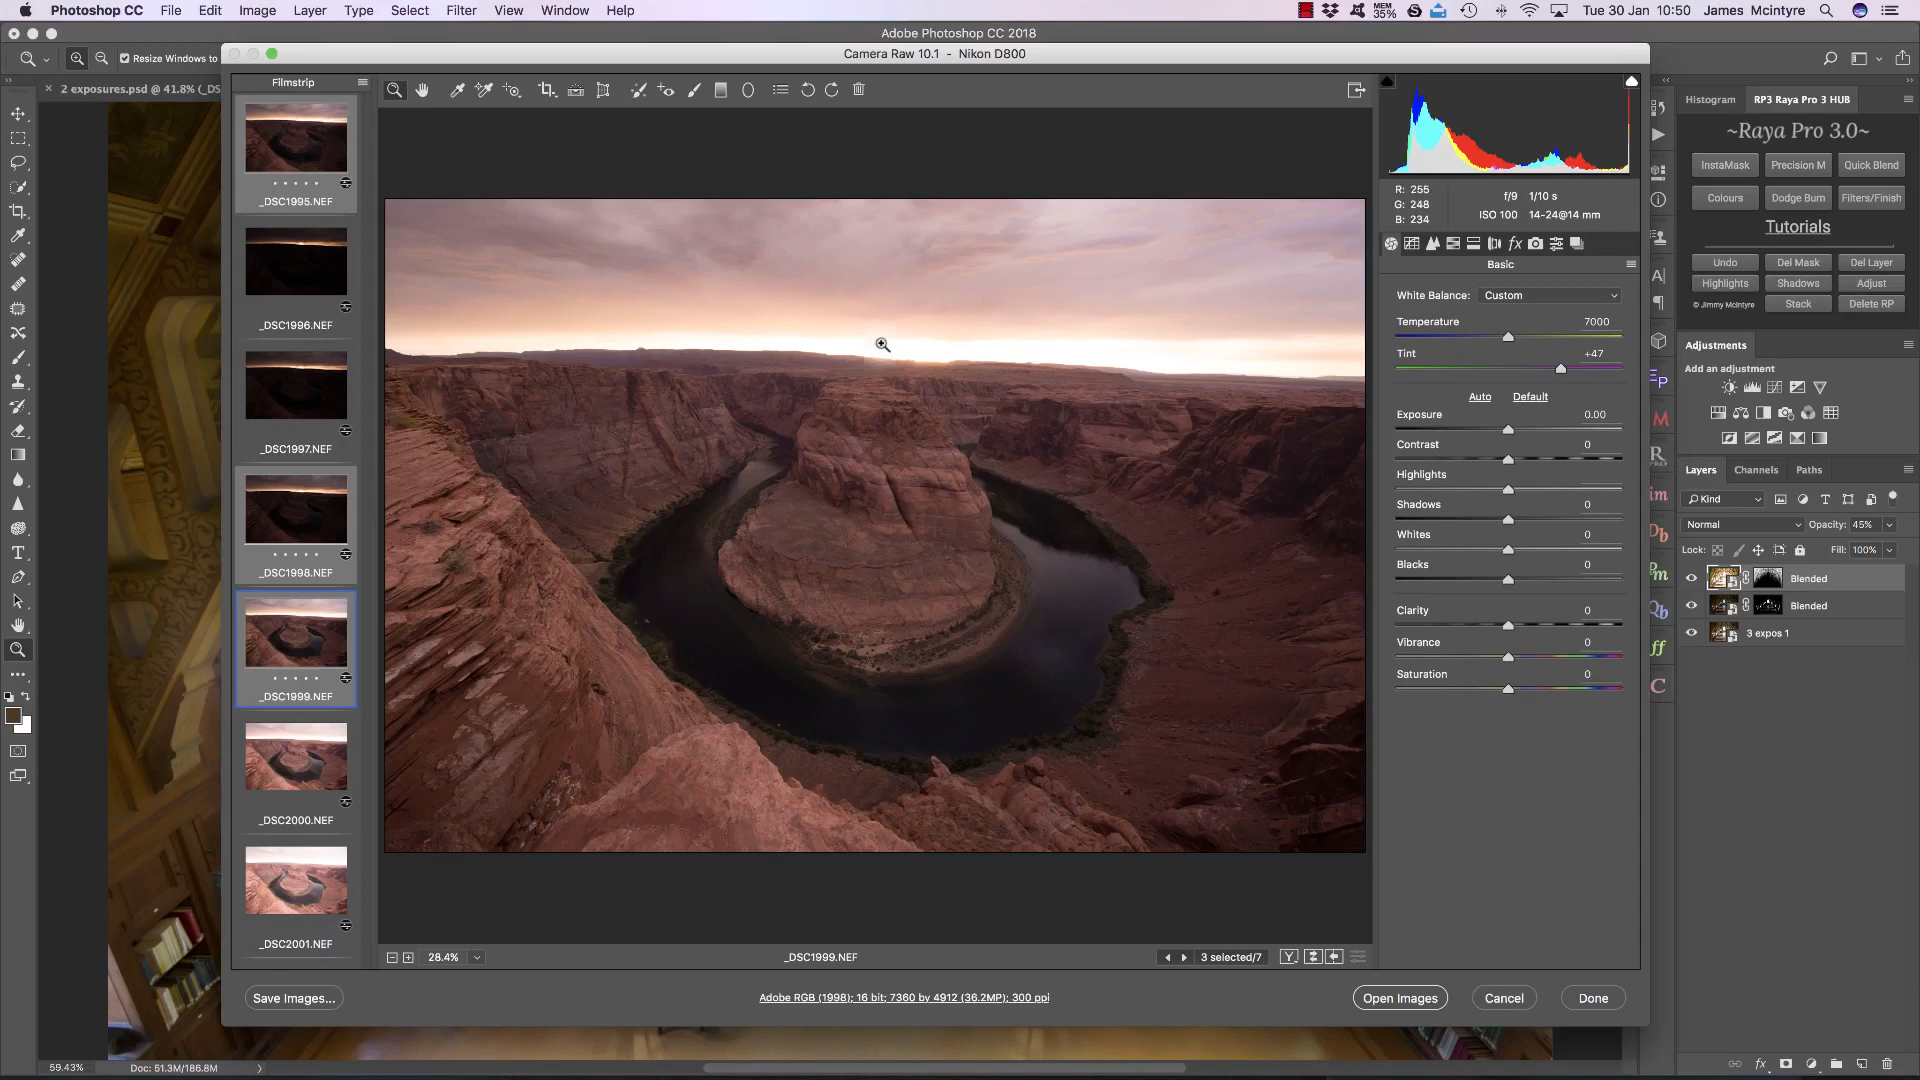 Photoshop CC File Edit Image Layer Type Select Filter View Window Help
MEM 35% Tue 30 Jan 10:50 James Mcintyre
Adobe Photoshop CC 2018
Resize Windows to
Camera Raw 10.1 - Nikon D800
2 exposures.psd @ 41.8% (_DS
Filmstrip
_DSC1995.NEF
_DSC1996.NEF
_DSC1997.NEF
_DSC1998.NEF
_DSC1999.NEF
_DSC2000.NEF
_DSC2001.NEF
R: 255
G: 248
B: 234
f/9 1/10 s
ISO 100 14-24@14 mm
fx
Basic
White Balance: Custom
Temperature 7000
Tint +47
Auto Default
Exposure 0.00
Contrast 0
Highlights
Shadows 0
Whites 0
Blacks 0
Clarity 0
Vibrance 0
Saturation 0
28.4%
_DSC1999.NEF
3 selected/7
Save Images...
Adobe RGB (1998); 16 bit; 7360 by 4912 (36.2MP); 300 ppi
Open Images Cancel Done
59.43% Doc: 51.3M/186.8M
Histogram RP3 Raya Pro 3 HUB
~Raya Pro 3.0~
InstaMask Precision M Quick Blend
Colours Dodge Burn Filters/Finish
Tutorials
Undo Del Mask Del Layer
Highlights Shadows Adjust
© Jimmy McIntyre Stack Delete RP
Adjustments
Add an adjustment
Layers Channels Paths
Kind
Normal Opacity: 45%
Lock: Fill: 100%
Blended
Blended
3 expos 1